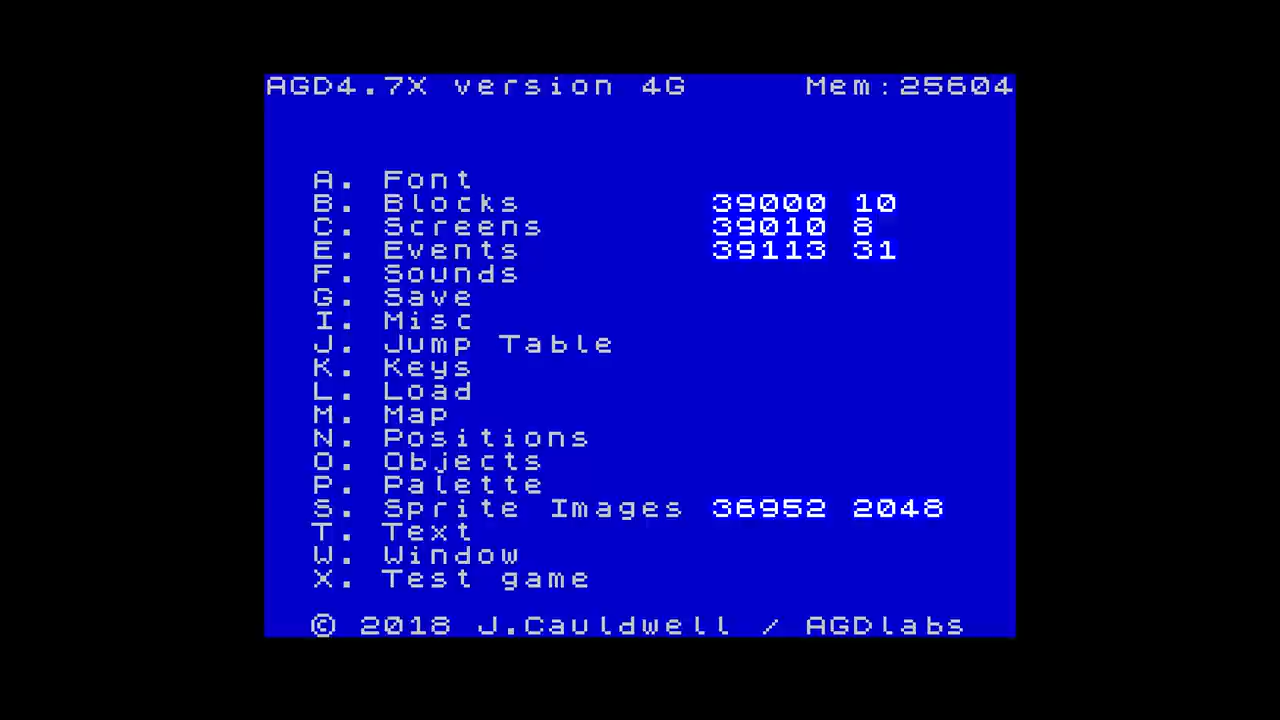 AGD4.7X version 4G Mem:25604
A. Font
B. Blocks 39000 10
C. Screens 39010 8
E. Events 39113 31
F. Sounds
G. Save
I. Misc
J. Jump Table
K. Keys
L. Load
M. Map
N. Positions
O. Objects
P. Palette
S. Sprite Images 36952 2048
T. Text
W. Window
X. Test game
© 2018 J.Cauldwell / AGDlabs